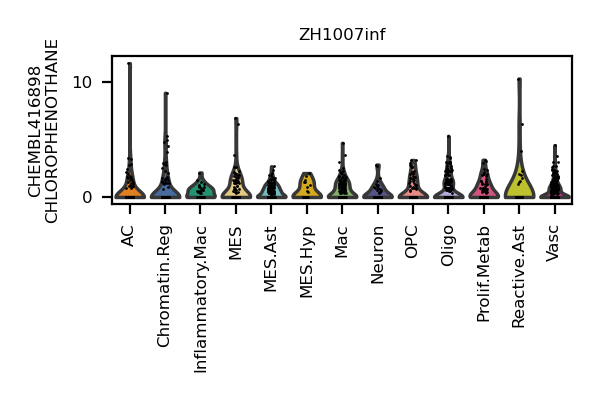 ZH1007inf
CHEMBL416898
CHLOROPHENOTHANE
10
0
AC
Chromatin.Reg
Inflammatory.Mac
MES
MES.Ast
MES.Hyp
Mac
Neuron
OPC
Oligo
Prolif.Metab
Reactive.Ast
Vasc